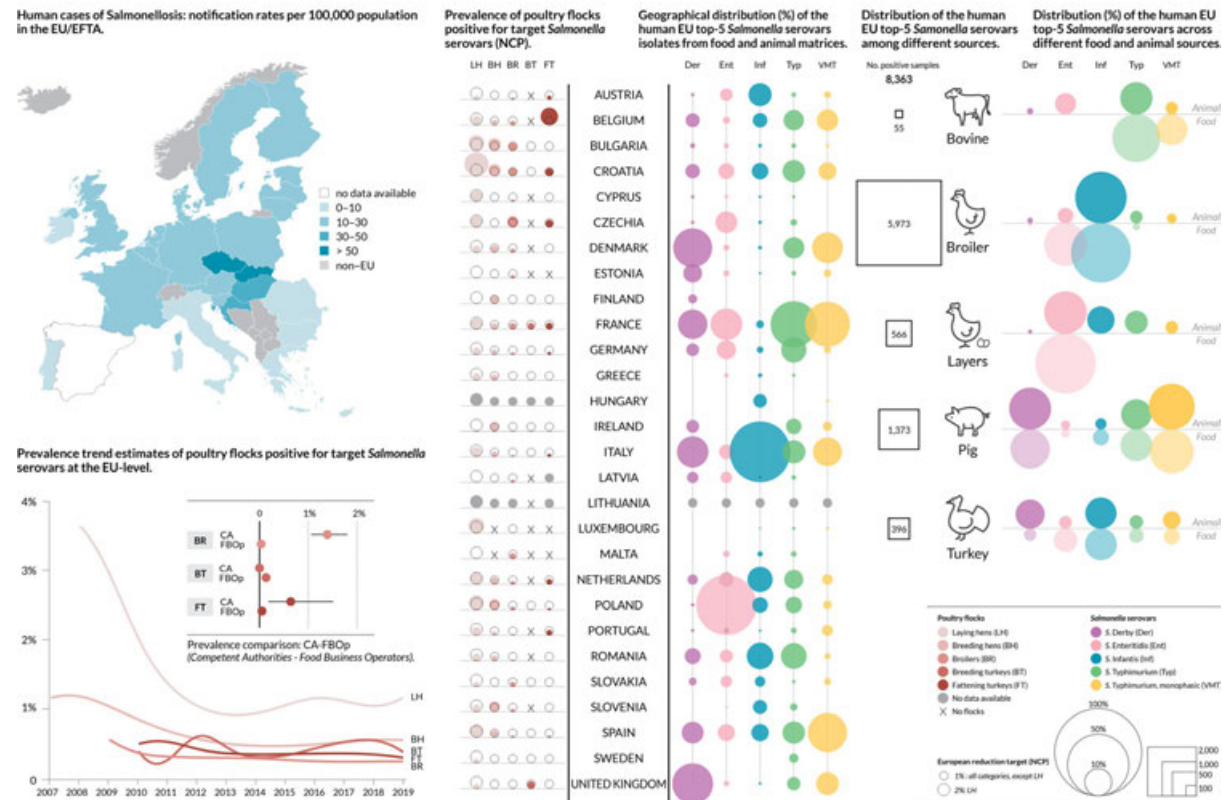 Human cases of Salmonellosis: notification rates per 100,000 population
in the EU/EFTA.
no data available
0–10
10–30
30–50
> 50
non–EU
Prevalence trend estimates of poultry flocks positive for target Salmonella
serovars at the EU-level.
4%
3%
2%
1%
0
2007 2008 2009 2010 2011 2012 2013 2014 2015 2016 2017 2018 2019
0 1% 2%
BR CA
FBOp
BT CA
FBOp
FT CA
FBOp
Prevalence comparison: CA-FBOp
(Competent Authorities - Food Business Operators).
LH
BH
BT
FT
BR
Prevalence of poultry flocks
positive for target Salmonella
serovars (NCP).
LH BH BR BT FT
Geographical distribution (%) of the
human EU top-5 Salmonella serovars
isolates from food and animal matrices.
Der Ent Inf Typ VMT
X AUSTRIA
X BELGIUM
BULGARIA
CROATIA
X CYPRUS
X CZECHIA
X DENMARK
X X ESTONIA
FINLAND
FRANCE
GERMANY
GREECE
HUNGARY
IRELAND
ITALY
X LATVIA
LITHUANIA
X X X LUXEMBOURG
X X X MALTA
X NETHERLANDS
POLAND
X PORTUGAL
X ROMANIA
SLOVAKIA
X SLOVENIA
SPAIN
SWEDEN
UNITED KINGDOM
Distribution of the human
EU top-5 Samonella serovars
among different sources.
No. positive samples
8,363
55
Bovine
5,973
Broiler
566
Layers
1,373
Pig
396
Turkey
Distribution (%) of the human EU
top-5 Salmonella serovars across
different food and animal sources.
Der Ent Inf Typ VMT
Animal
Food
Animal
Food
Animal
Food
Animal
Food
Animal
Food
Poultry flocks
Laying hens (LH)
Breeding hens (BH)
Broilers (BR)
Breeding turkeys (BT)
Fattening turkeys (FT)
No data available
X No flocks
European reduction target (NCP)
1% : all categories, except LH
2% LH
Salmonella serovars
S. Derby (Der)
S. Enteritidis (Ent)
S. Infantis (Inf)
S. Typhimurium (Typ)
S. Typhimurium, monophasic (VMT)
100%
50%
10%
2,000
1,000
500
100